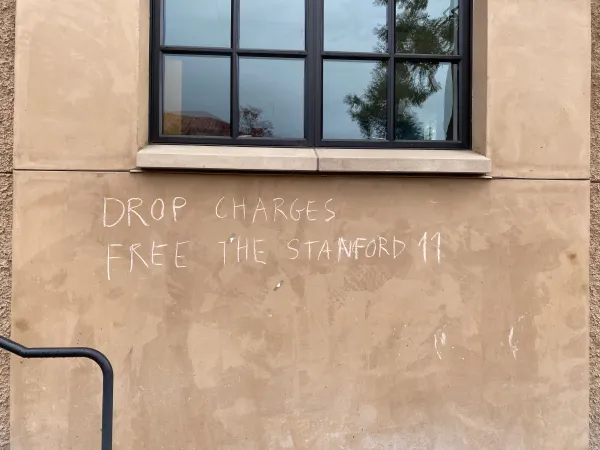 DROP CHARGES
FREE THE STANFORD 11